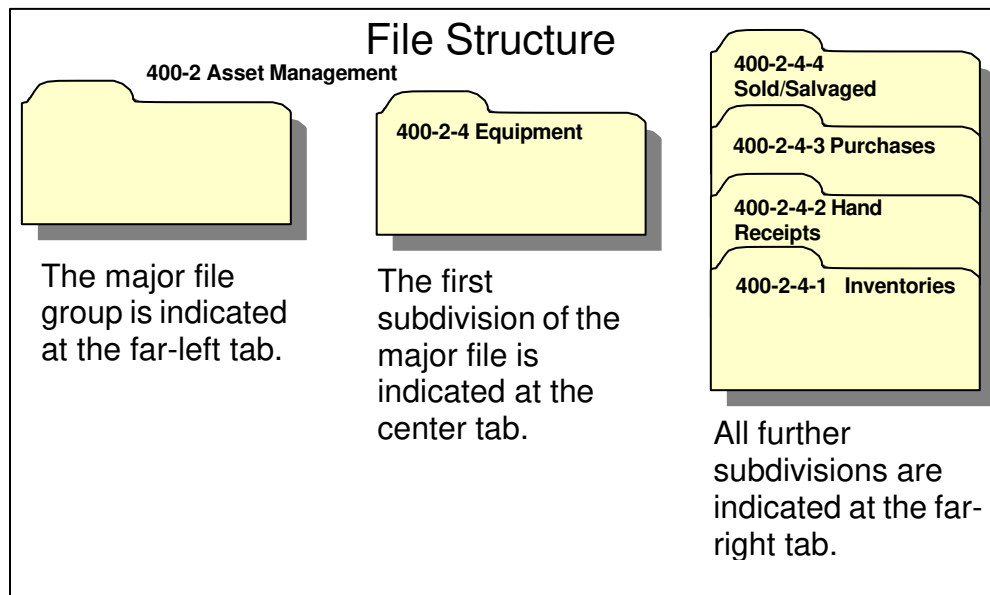 File Structure
400-2 Asset Management
The major file
group is indicated
at the far-left tab.
400-2-4 Equipment
The first
subdivision of the
major file is
indicated at the
center tab.
400-2-4-4
Sold/Salvaged
400-2-4-3 Purchases
400-2-4-2 Hand
Receipts
400-2-4-1 Inventories
All further
subdivisions are
indicated at the far-
right tab.